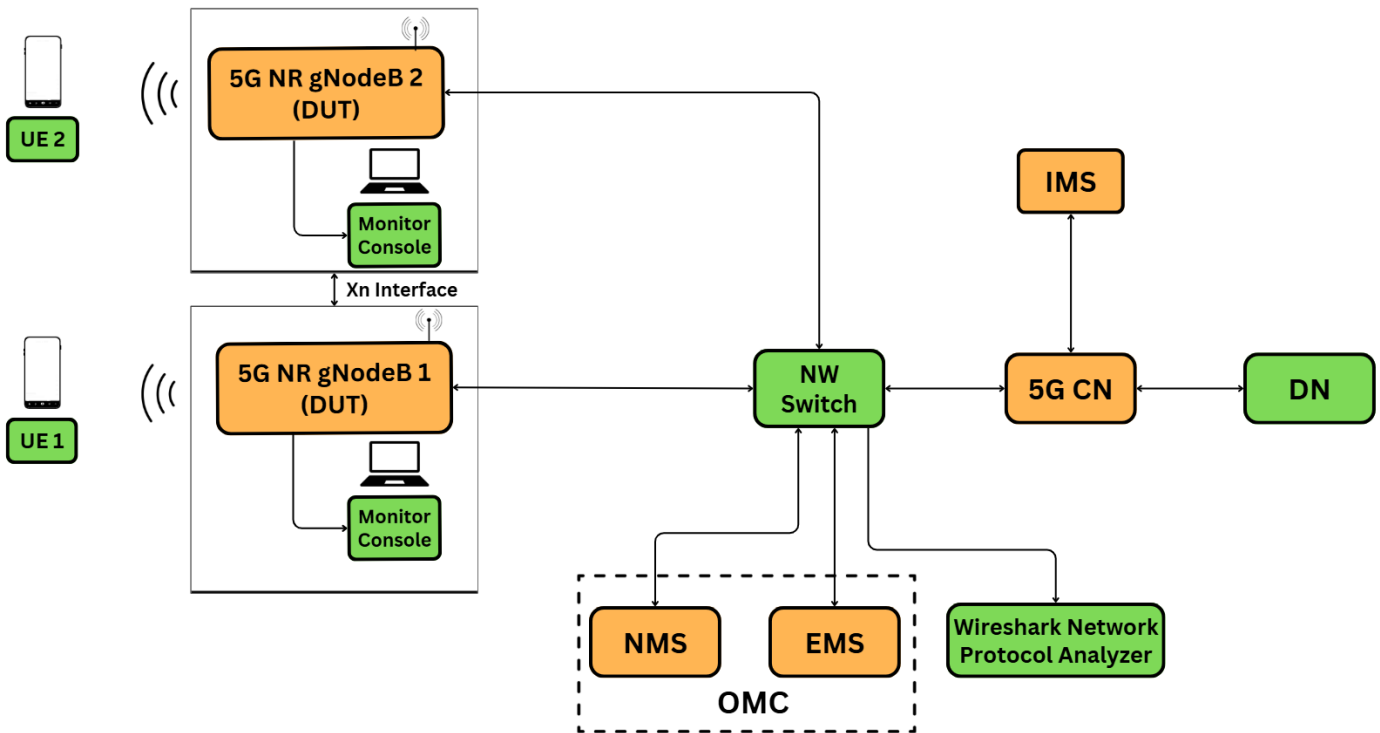 5G NR gNodeB 2
(DUT)
UE 2
Monitor
Console
IMS
Xn Interface
5G NR gNodeB 1
(DUT)
UE 1
NW
Switch
5G CN
DN
Monitor
Console
NMS
EMS
Wireshark Network
Protocol Analyzer
OMC